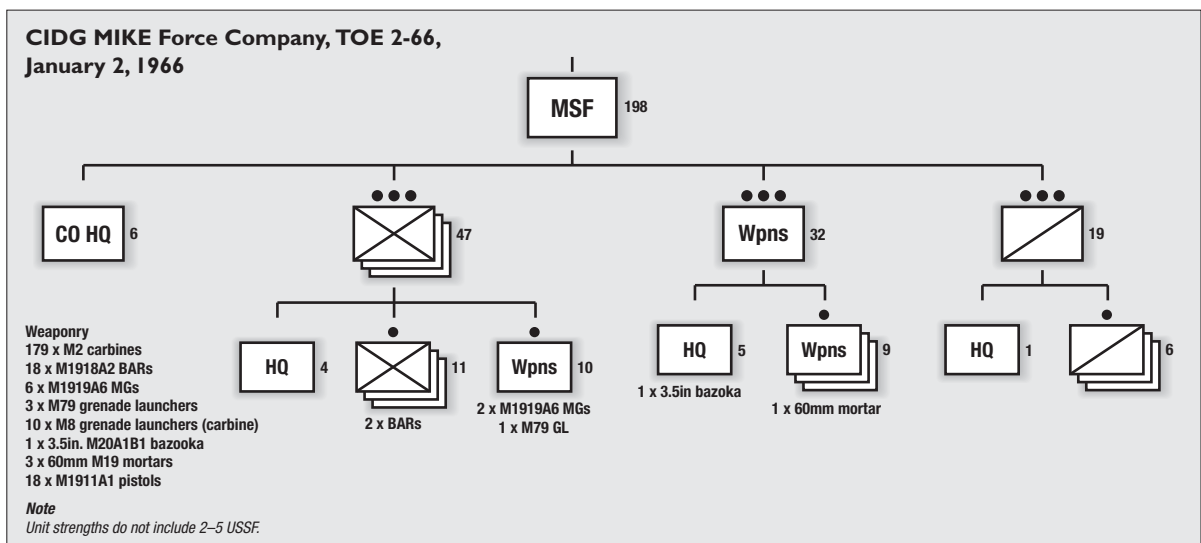 CIDG MIKE Force Company, TOE 2-66,
January 2, 1966
MSF 198
CO HQ 6
47
Wpns 32
19
HQ 4
11
2 x BARs
Wpns 10
2 x M1919A6 MGs
1 x M79 GL
HQ 5
1 x 3.5in bazoka
Wpns 9
1 x 60mm mortar
HQ 1
6
Weaponry
179 x M2 carbines
18 x M1918A2 BARs
6 x M1919A6 MGs
3 x M79 grenade launchers
10 x M8 grenade launchers (carbine)
1 x 3.5in. M20A1B1 bazooka
3 x 60mm M19 mortars
18 x M1911A1 pistols
Note
Unit strengths do not include 2–5 USSF.